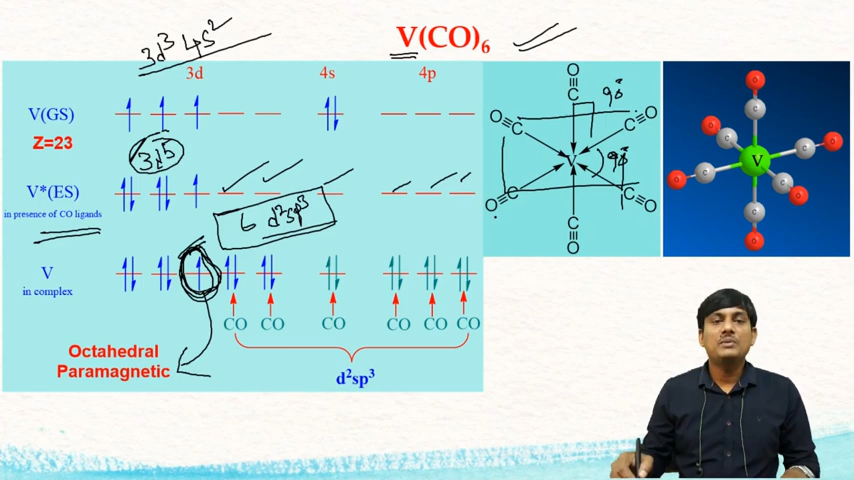 3d³ 4s²
V(CO)₆
3d 4s 4p
V(GS)
Z=23
3d5
V*(ES)
in presence of CO ligands
6 d²sp³
V
in complex
CO CO CO CO CO CO
Octahedral
Paramagnetic
d²sp³
O
C
90°
O≡C
C≡O
V
90°
O≡C
C≡O
C
O
O
C
O
C
C
O
V
O
C
C
O
C
O